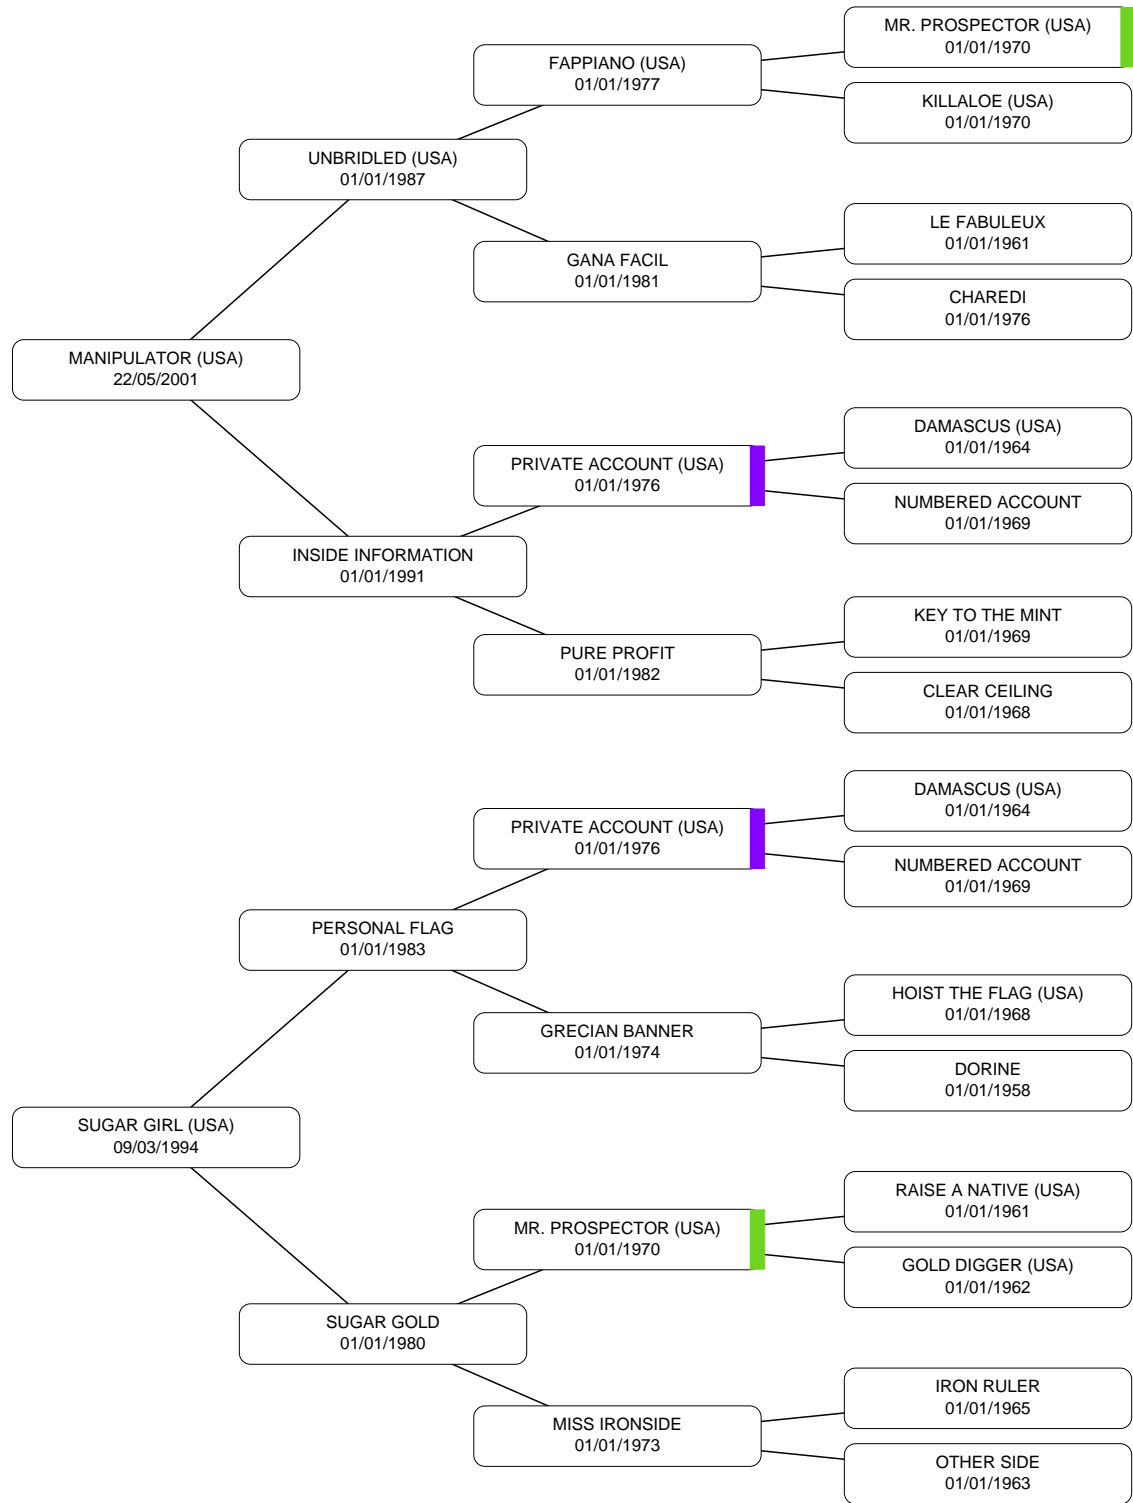 MR. PROSPECTOR (USA)
01/01/1970
FAPPIANO (USA)
01/01/1977
KILLALOE (USA)
01/01/1970
UNBRIDLED (USA)
01/01/1987
LE FABULEUX
01/01/1961
GANA FACIL
01/01/1981
CHAREDI
01/01/1976
MANIPULATOR (USA)
22/05/2001
DAMASCUS (USA)
01/01/1964
PRIVATE ACCOUNT (USA)
01/01/1976
NUMBERED ACCOUNT
01/01/1969
INSIDE INFORMATION
01/01/1991
KEY TO THE MINT
01/01/1969
PURE PROFIT
01/01/1982
CLEAR CEILING
01/01/1968
DAMASCUS (USA)
01/01/1964
PRIVATE ACCOUNT (USA)
01/01/1976
NUMBERED ACCOUNT
01/01/1969
PERSONAL FLAG
01/01/1983
HOIST THE FLAG (USA)
01/01/1968
GRECIAN BANNER
01/01/1974
DORINE
01/01/1958
SUGAR GIRL (USA)
09/03/1994
RAISE A NATIVE (USA)
01/01/1961
MR. PROSPECTOR (USA)
01/01/1970
GOLD DIGGER (USA)
01/01/1962
SUGAR GOLD
01/01/1980
IRON RULER
01/01/1965
MISS IRONSIDE
01/01/1973
OTHER SIDE
01/01/1963